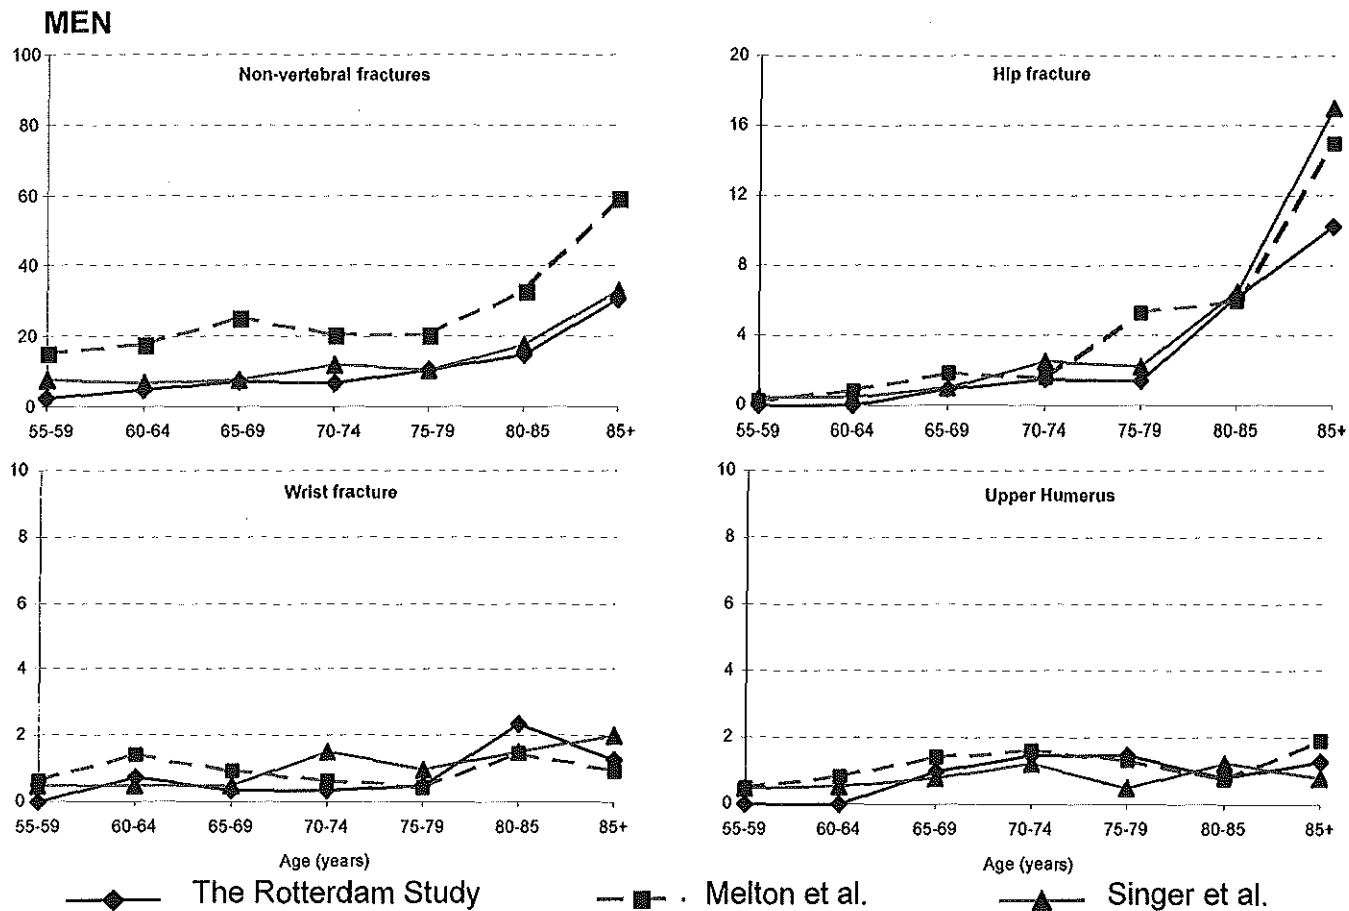 MEN
Non-vertebral fractures
100
80
60
40
20
0
55-59 60-64 65-69 70-74 75-79 80-85 85+
Hip fracture
20
16
12
8
4
0
55-59 60-64 65-69 70-74 75-79 80-85 85+
Wrist fracture
10
8
6
4
2
0
55-59 60-64 65-69 70-74 75-79 80-85 85+
Age (years)
Upper Humerus
10
8
6
4
2
0
55-59 60-64 65-69 70-74 75-79 80-85 85+
Age (years)
The Rotterdam Study Melton et al. Singer et al.